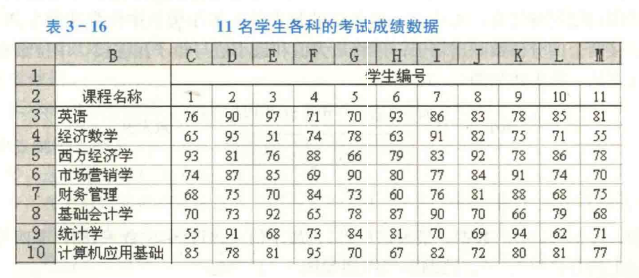 表 3-16 11 名学生各科的考试成绩数据
B C D E F G H I J K L M
1 学生编号
2 课程名称 1 2 3 4 5 6 7 8 9 10 11
3 英语 76 90 97 71 70 93 86 83 78 85 81
4 经济数学 65 95 51 74 78 63 91 82 75 71 55
5 西方经济学 93 81 76 88 66 79 83 92 78 86 78
6 市场营销学 74 87 85 69 90 80 77 84 91 74 70
7 财务管理 68 75 70 84 73 60 76 81 88 68 75
8 基础会计学 70 73 92 65 78 87 90 70 66 79 68
9 统计学 55 91 68 73 84 81 70 69 94 62 71
10 计算机应用基础 85 78 81 95 70 67 82 72 80 81 77